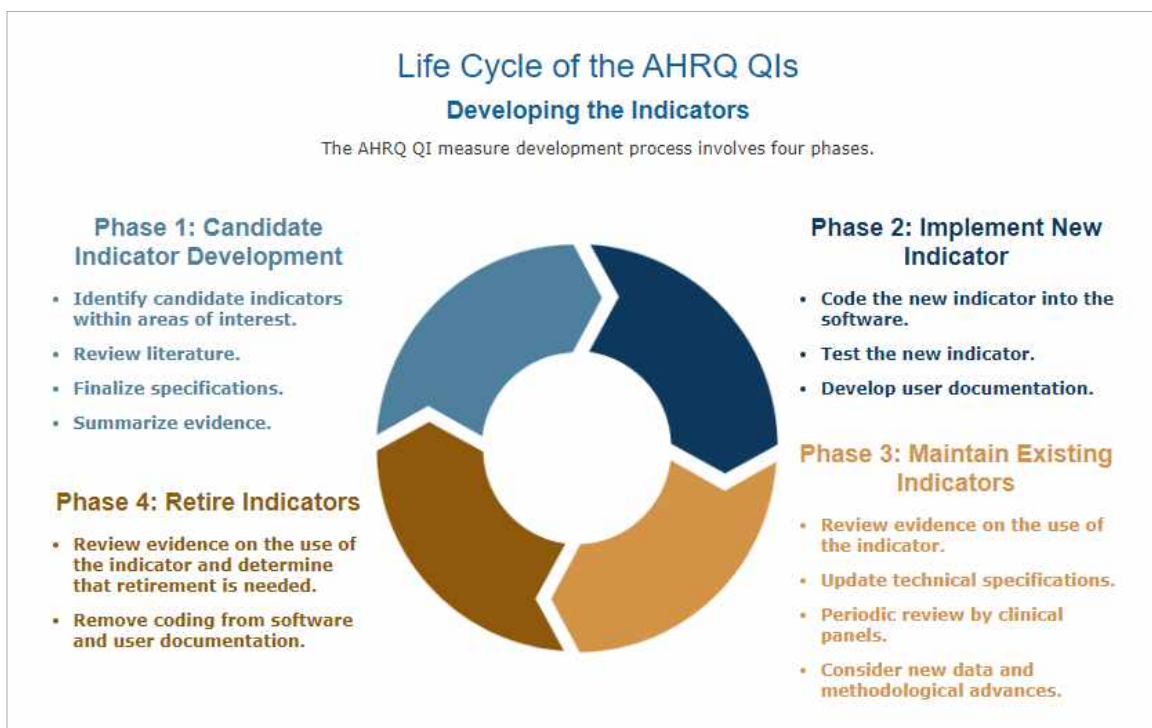 Life Cycle of the AHRQ QIs
Developing the Indicators
The AHRQ QI measure development process involves four phases.
Phase 1: Candidate
Indicator Development
• Identify candidate indicators
within areas of interest.
• Review literature.
• Finalize specifications.
• Summarize evidence.
Phase 2: Implement New
Indicator
• Code the new indicator into the
software.
• Test the new indicator.
• Develop user documentation.
Phase 3: Maintain Existing
Indicators
• Review evidence on the use of
the indicator.
• Update technical specifications.
• Periodic review by clinical
panels.
• Consider new data and
methodological advances.
Phase 4: Retire Indicators
• Review evidence on the use of
the indicator and determine
that retirement is needed.
• Remove coding from software
and user documentation.